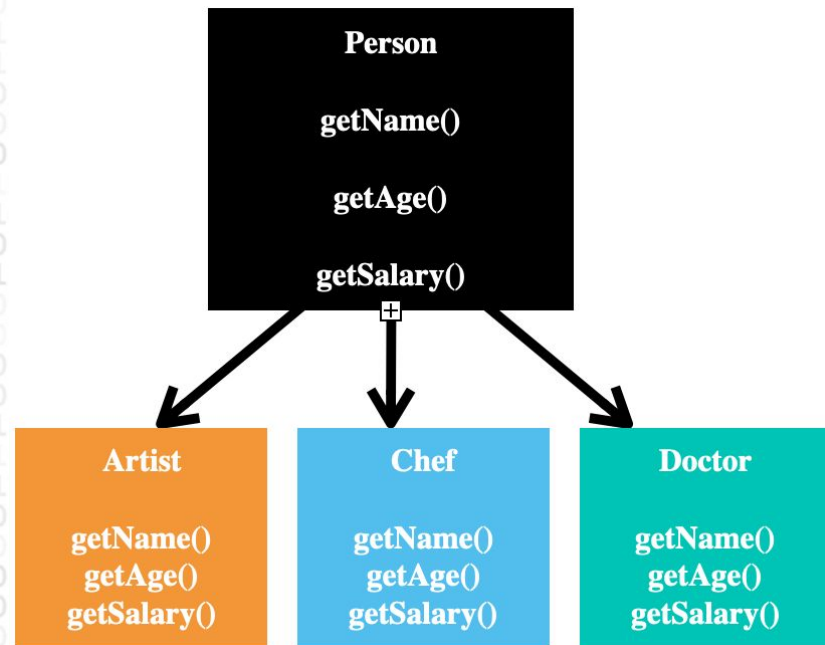 Person
getName()
getAge()
getSalary()
Artist
getName()
getAge()
getSalary()
Chef
getName()
getAge()
getSalary()
Doctor
getName()
getAge()
getSalary()